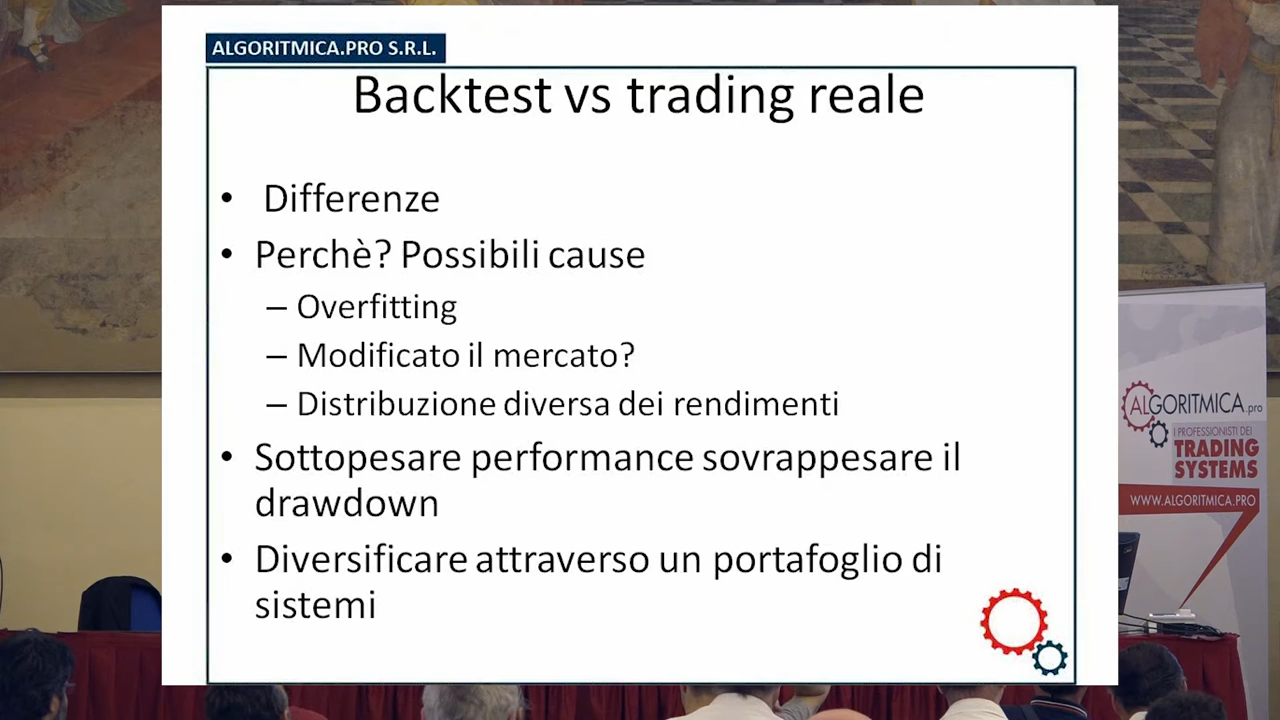 ALGORITMICA.PRO S.R.L.
Backtest vs trading reale
• Differenze
• Perchè? Possibili cause
– Overfitting
– Modificato il mercato?
– Distribuzione diversa dei rendimenti
• Sottopesare performance sovrappesare il
drawdown
• Diversificare attraverso un portafoglio di
sistemi
ALGORITMICA.pro
I PROFESSIONISTI DEI
TRADING
SYSTEMS
WWW.ALGORITMICA.PRO